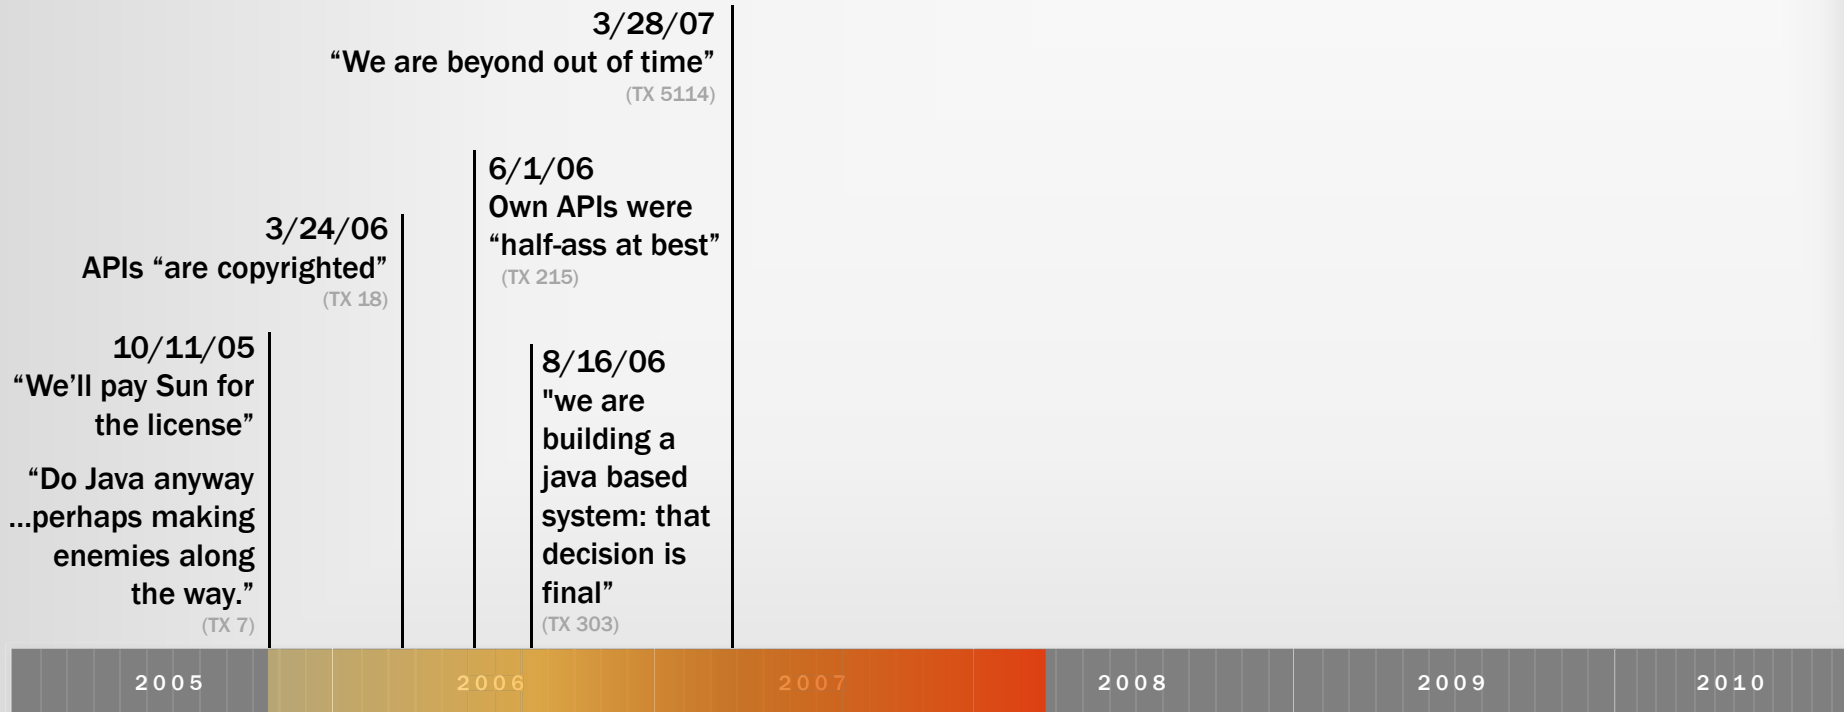 3/28/07
“We are beyond out of time”
(TX 5114)
6/1/06
Own APIs were
“half-ass at best”
(TX 215)
3/24/06
APIs “are copyrighted”
(TX 18)
10/11/05
“We’ll pay Sun for
the license”
“Do Java anyway
...perhaps making
enemies along
the way.”
(TX 7)
8/16/06
"we are
building a
java based
system: that
decision is
final”
(TX 303)
2005 2006 2007 2008 2009 2010